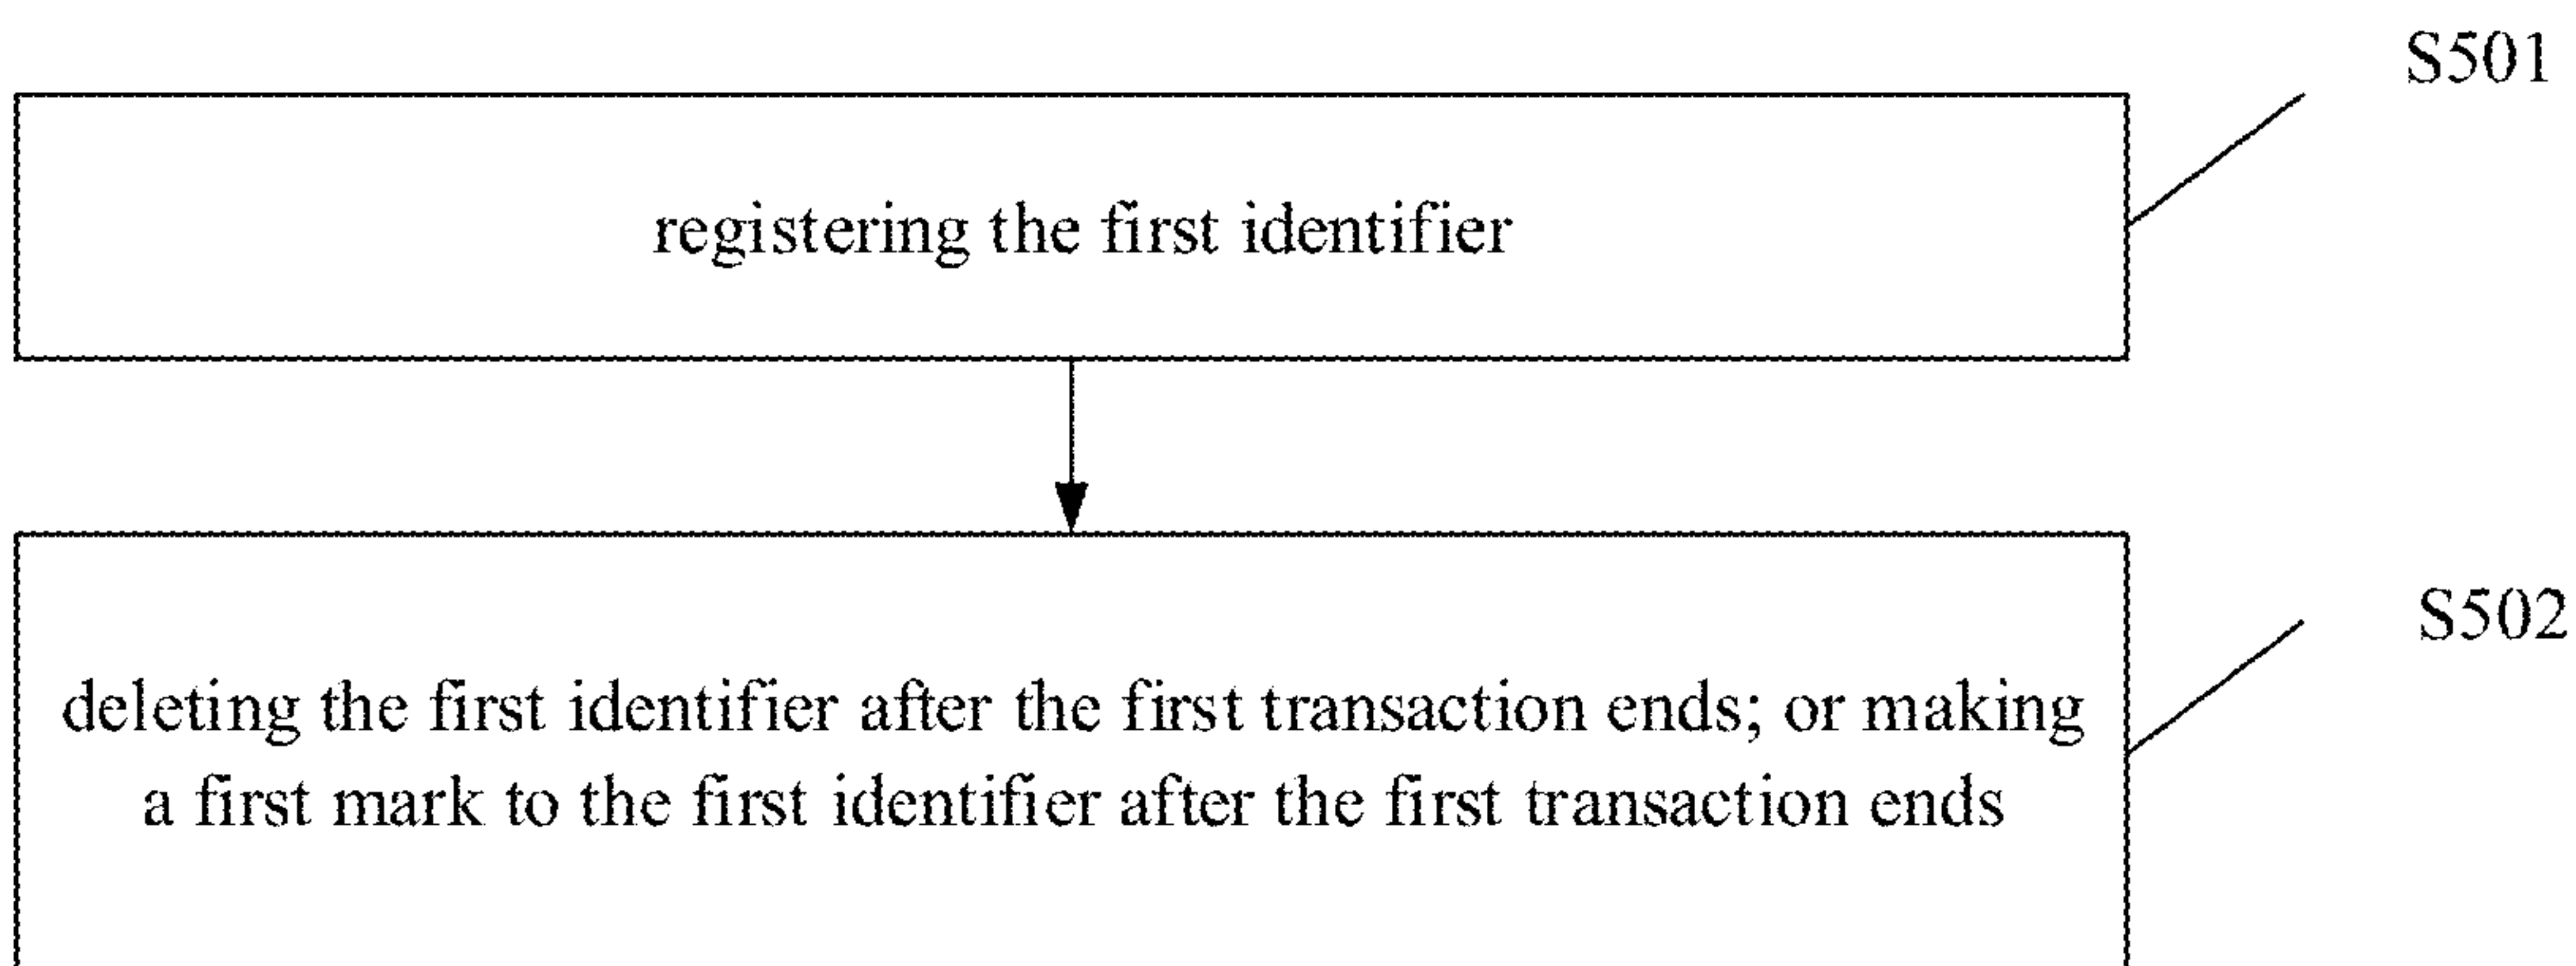 S501
registering the first identifier
S502
deleting the first identifier after the first transaction ends; or making
a first mark to the first identifier after the first transaction ends